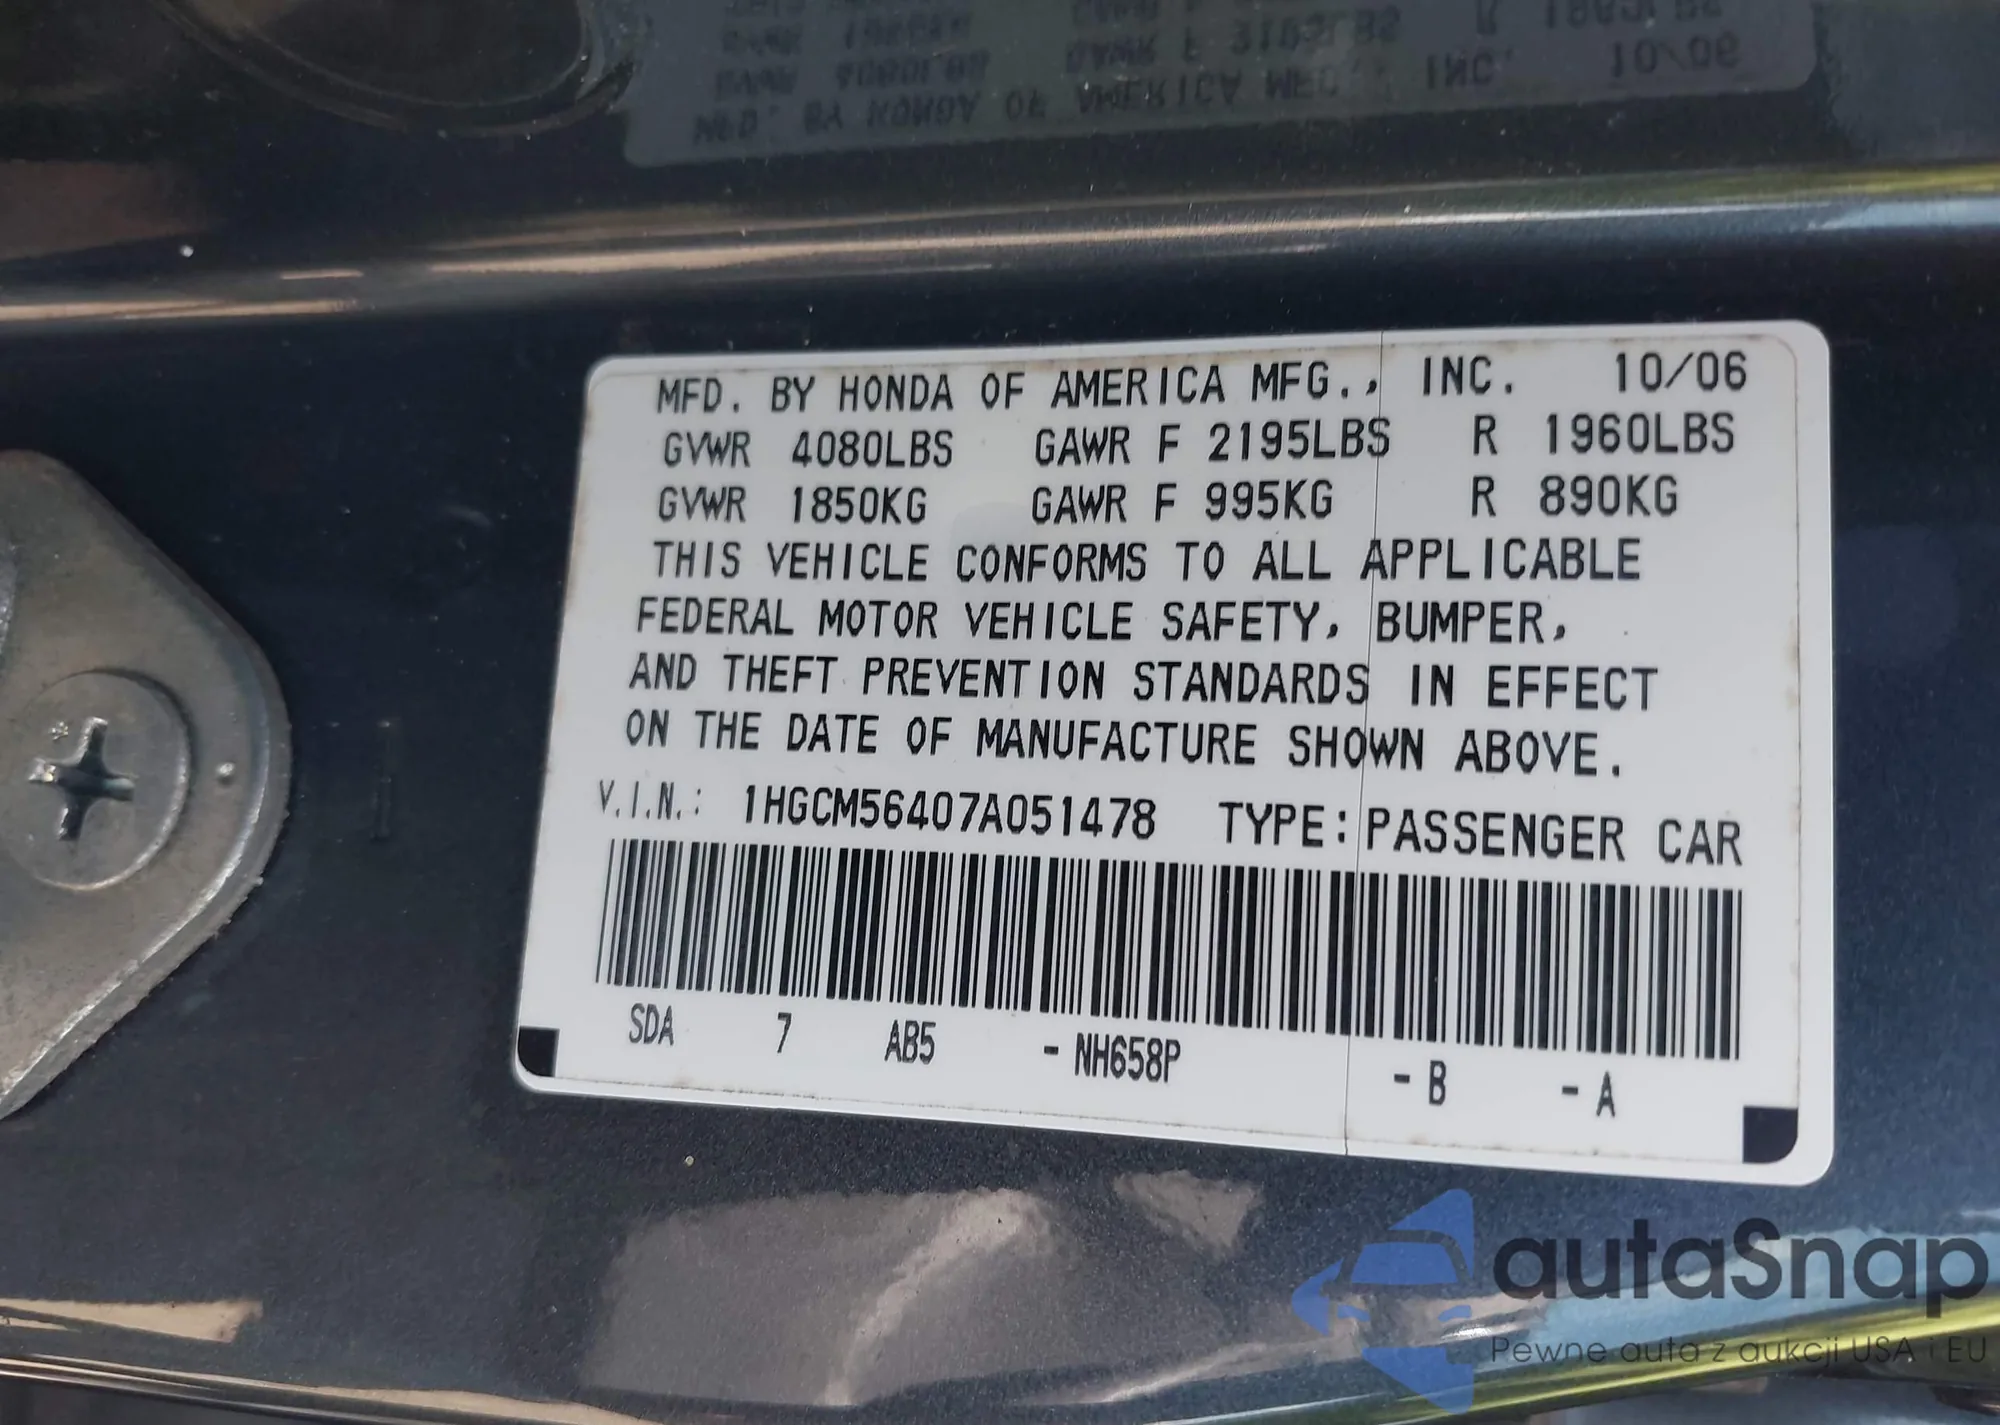 MFD. BY HONDA OF AMERICA MFG., INC. 10/06
GVWR 4080LBS GAWR F 2195LBS R 1960LBS
GVWR 1850KG GAWR F 995KG R 890KG
THIS VEHICLE CONFORMS TO ALL APPLICABLE
FEDERAL MOTOR VEHICLE SAFETY, BUMPER,
AND THEFT PREVENTION STANDARDS IN EFFECT
ON THE DATE OF MANUFACTURE SHOWN ABOVE.
V.I.N.: 1HGCM56407A051478 TYPE: PASSENGER CAR
SDA 7 AB5 - NH658P - B - A
autaSnap
Pewne auta z aukcji USA i EU